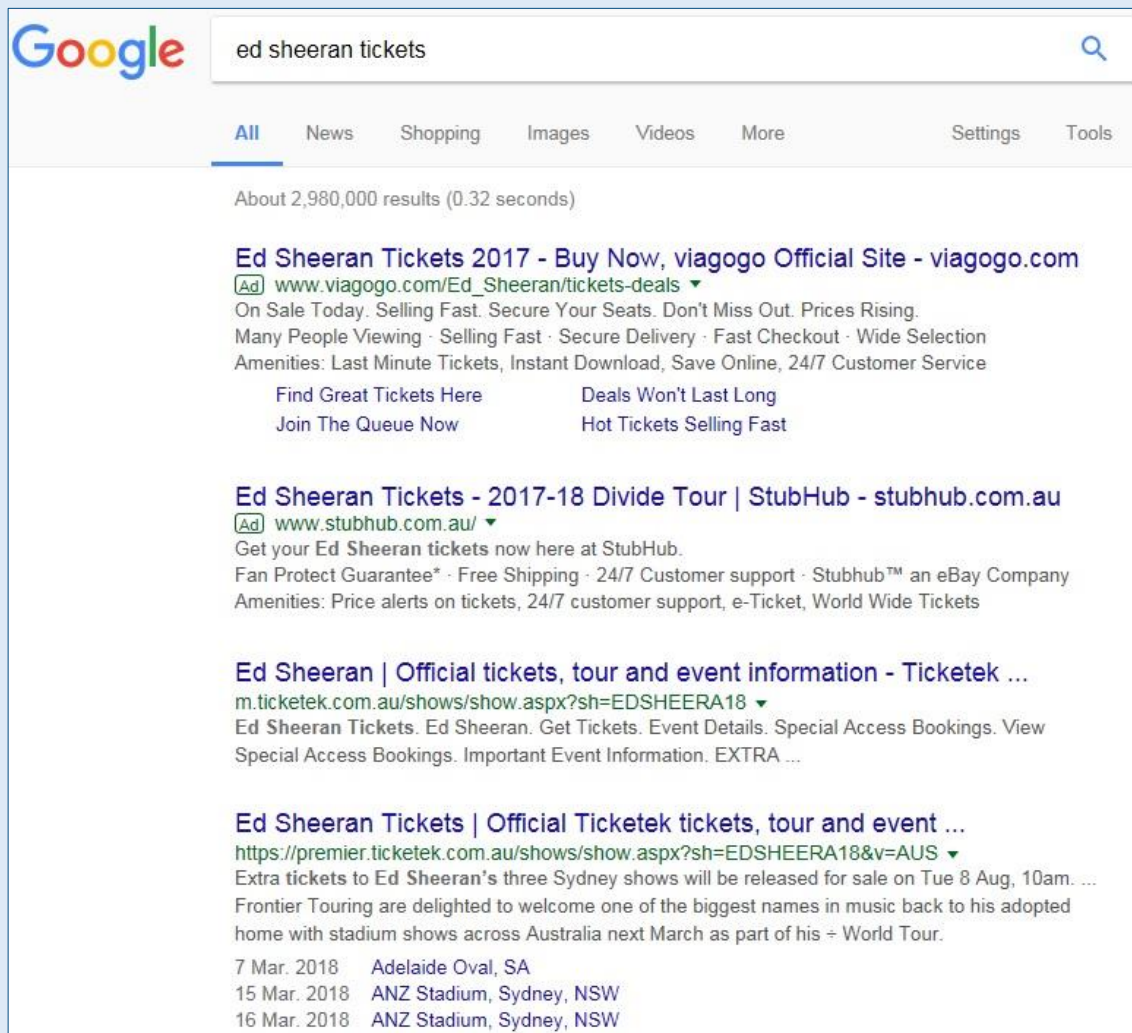 Google
ed sheeran tickets
All News Shopping Images Videos More Settings Tools
About 2,980,000 results (0.32 seconds)
Ed Sheeran Tickets 2017 - Buy Now, viagogo Official Site - viagogo.com
Ad www.viagogo.com/Ed_Sheeran/tickets-deals
On Sale Today. Selling Fast. Secure Your Seats. Don't Miss Out. Prices Rising.
Many People Viewing · Selling Fast · Secure Delivery · Fast Checkout · Wide Selection
Amenities: Last Minute Tickets, Instant Download, Save Online, 24/7 Customer Service
Find Great Tickets Here Deals Won't Last Long
Join The Queue Now Hot Tickets Selling Fast
Ed Sheeran Tickets - 2017-18 Divide Tour | StubHub - stubhub.com.au
Ad www.stubhub.com.au/
Get your Ed Sheeran tickets now here at StubHub.
Fan Protect Guarantee* · Free Shipping · 24/7 Customer support · Stubhub™ an eBay Company
Amenities: Price alerts on tickets, 24/7 customer support, e-Ticket, World Wide Tickets
Ed Sheeran | Official tickets, tour and event information - Ticketek ...
m.ticketek.com.au/shows/show.aspx?sh=EDSHEERA18
Ed Sheeran Tickets. Ed Sheeran. Get Tickets. Event Details. Special Access Bookings. View
Special Access Bookings. Important Event Information. EXTRA ...
Ed Sheeran Tickets | Official Ticketek tickets, tour and event ...
https://premier.ticketek.com.au/shows/show.aspx?sh=EDSHEERA18&v=AUS
Extra tickets to Ed Sheeran's three Sydney shows will be released for sale on Tue 8 Aug, 10am. ...
Frontier Touring are delighted to welcome one of the biggest names in music back to his adopted
home with stadium shows across Australia next March as part of his ÷ World Tour.
7 Mar. 2018 Adelaide Oval, SA
15 Mar. 2018 ANZ Stadium, Sydney, NSW
16 Mar. 2018 ANZ Stadium, Sydney, NSW